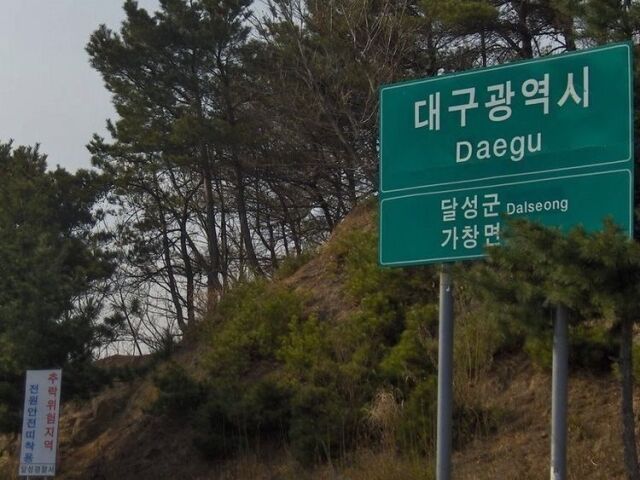 대구광역시
Daegu
달성군 Dalseong
가창면
추락위험지역
전원안전띠착용
달성경찰서